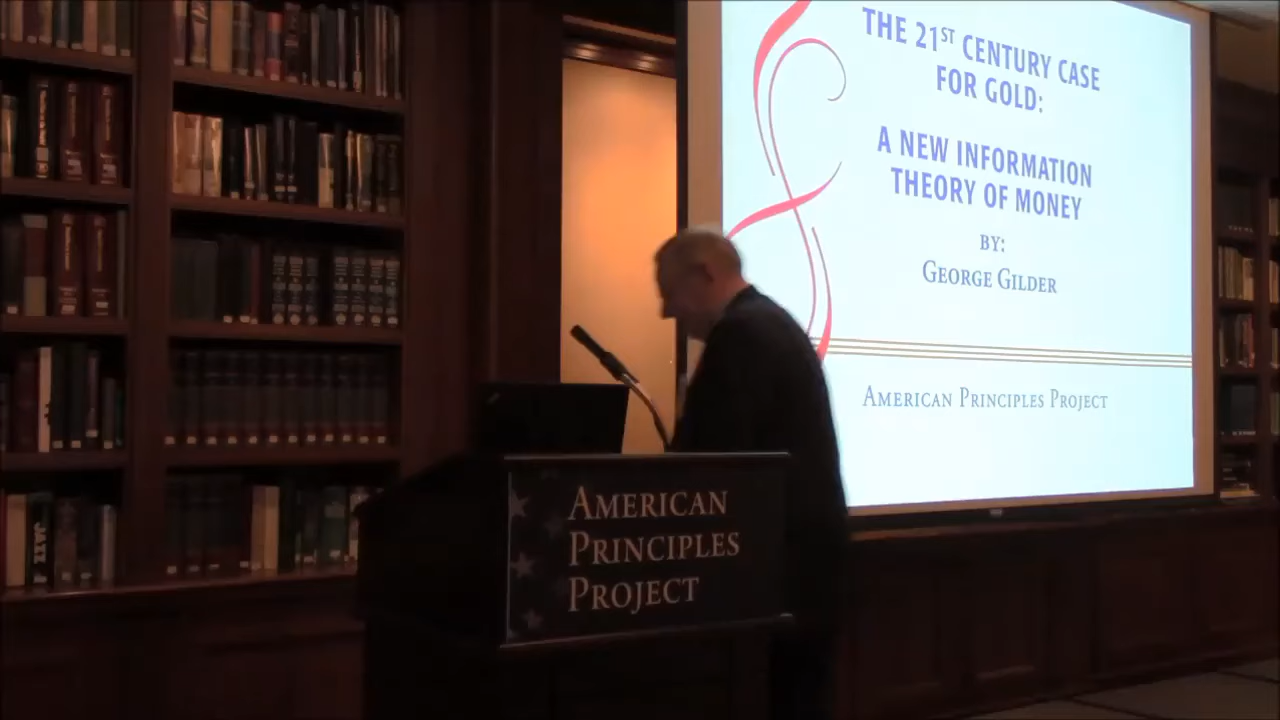 THE 21ST CENTURY CASE
FOR GOLD:
A NEW INFORMATION
THEORY OF MONEY
BY:
GEORGE GILDER
AMERICAN PRINCIPLES PROJECT
AMERICAN
PRINCIPLES
PROJECT
JAZZ